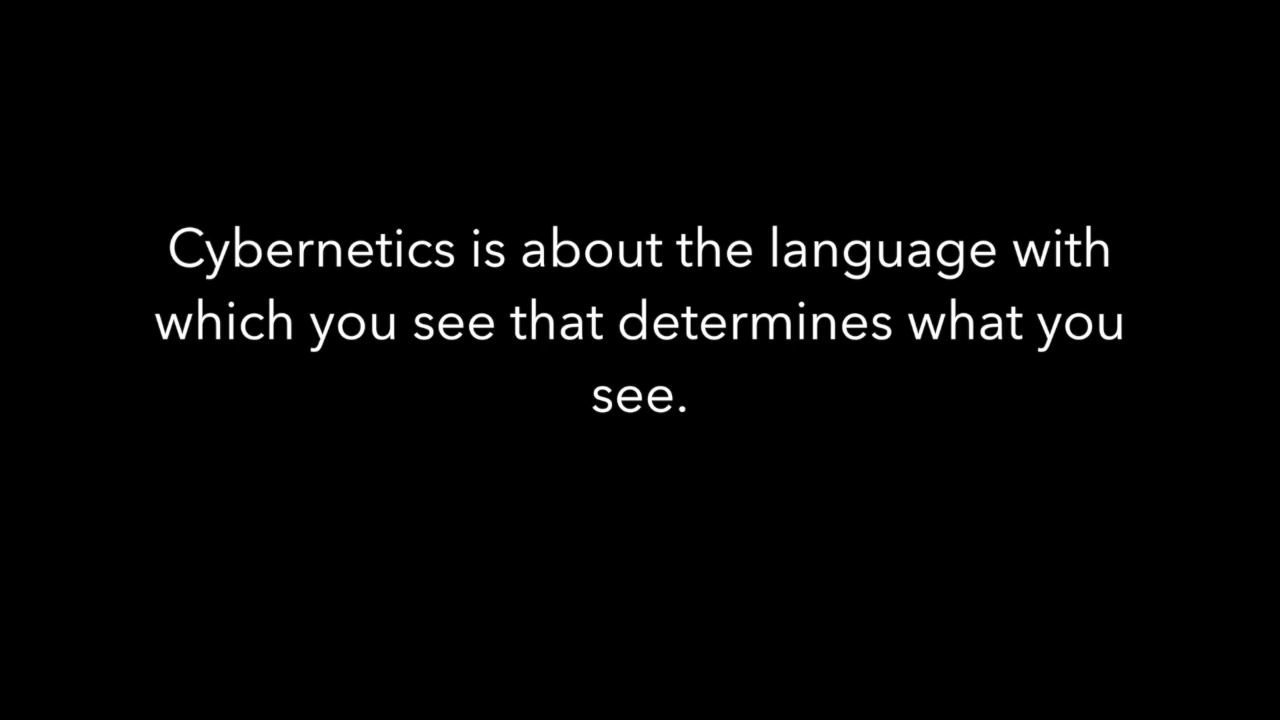 Cybernetics is about the language with
which you see that determines what you
see.